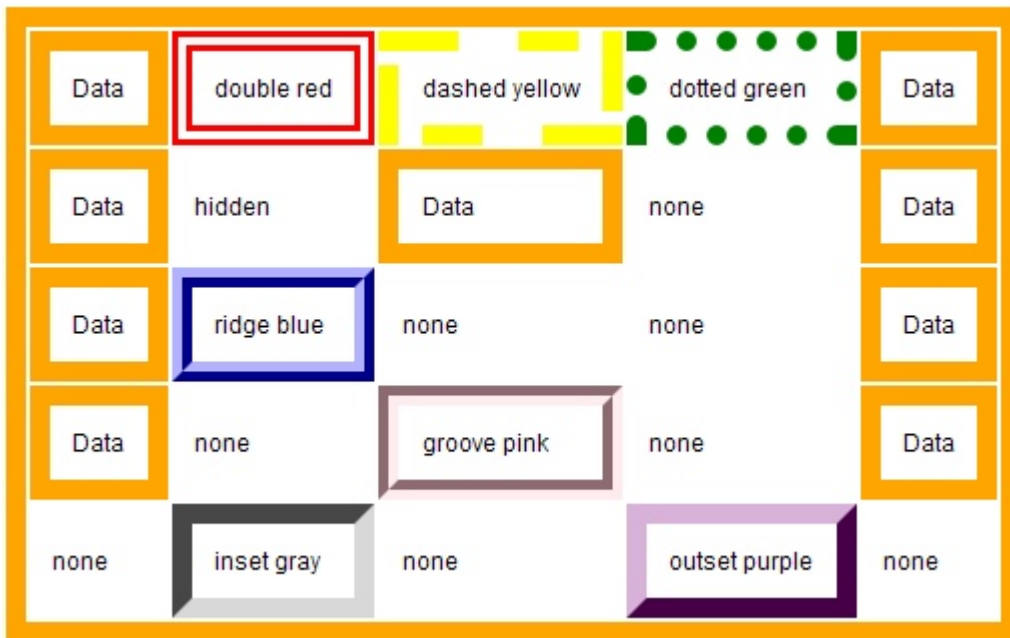 Data double red dashed yellow dotted green Data
Data hidden Data none Data
Data ridge blue none none Data
Data none groove pink none Data
none inset gray none outset purple none